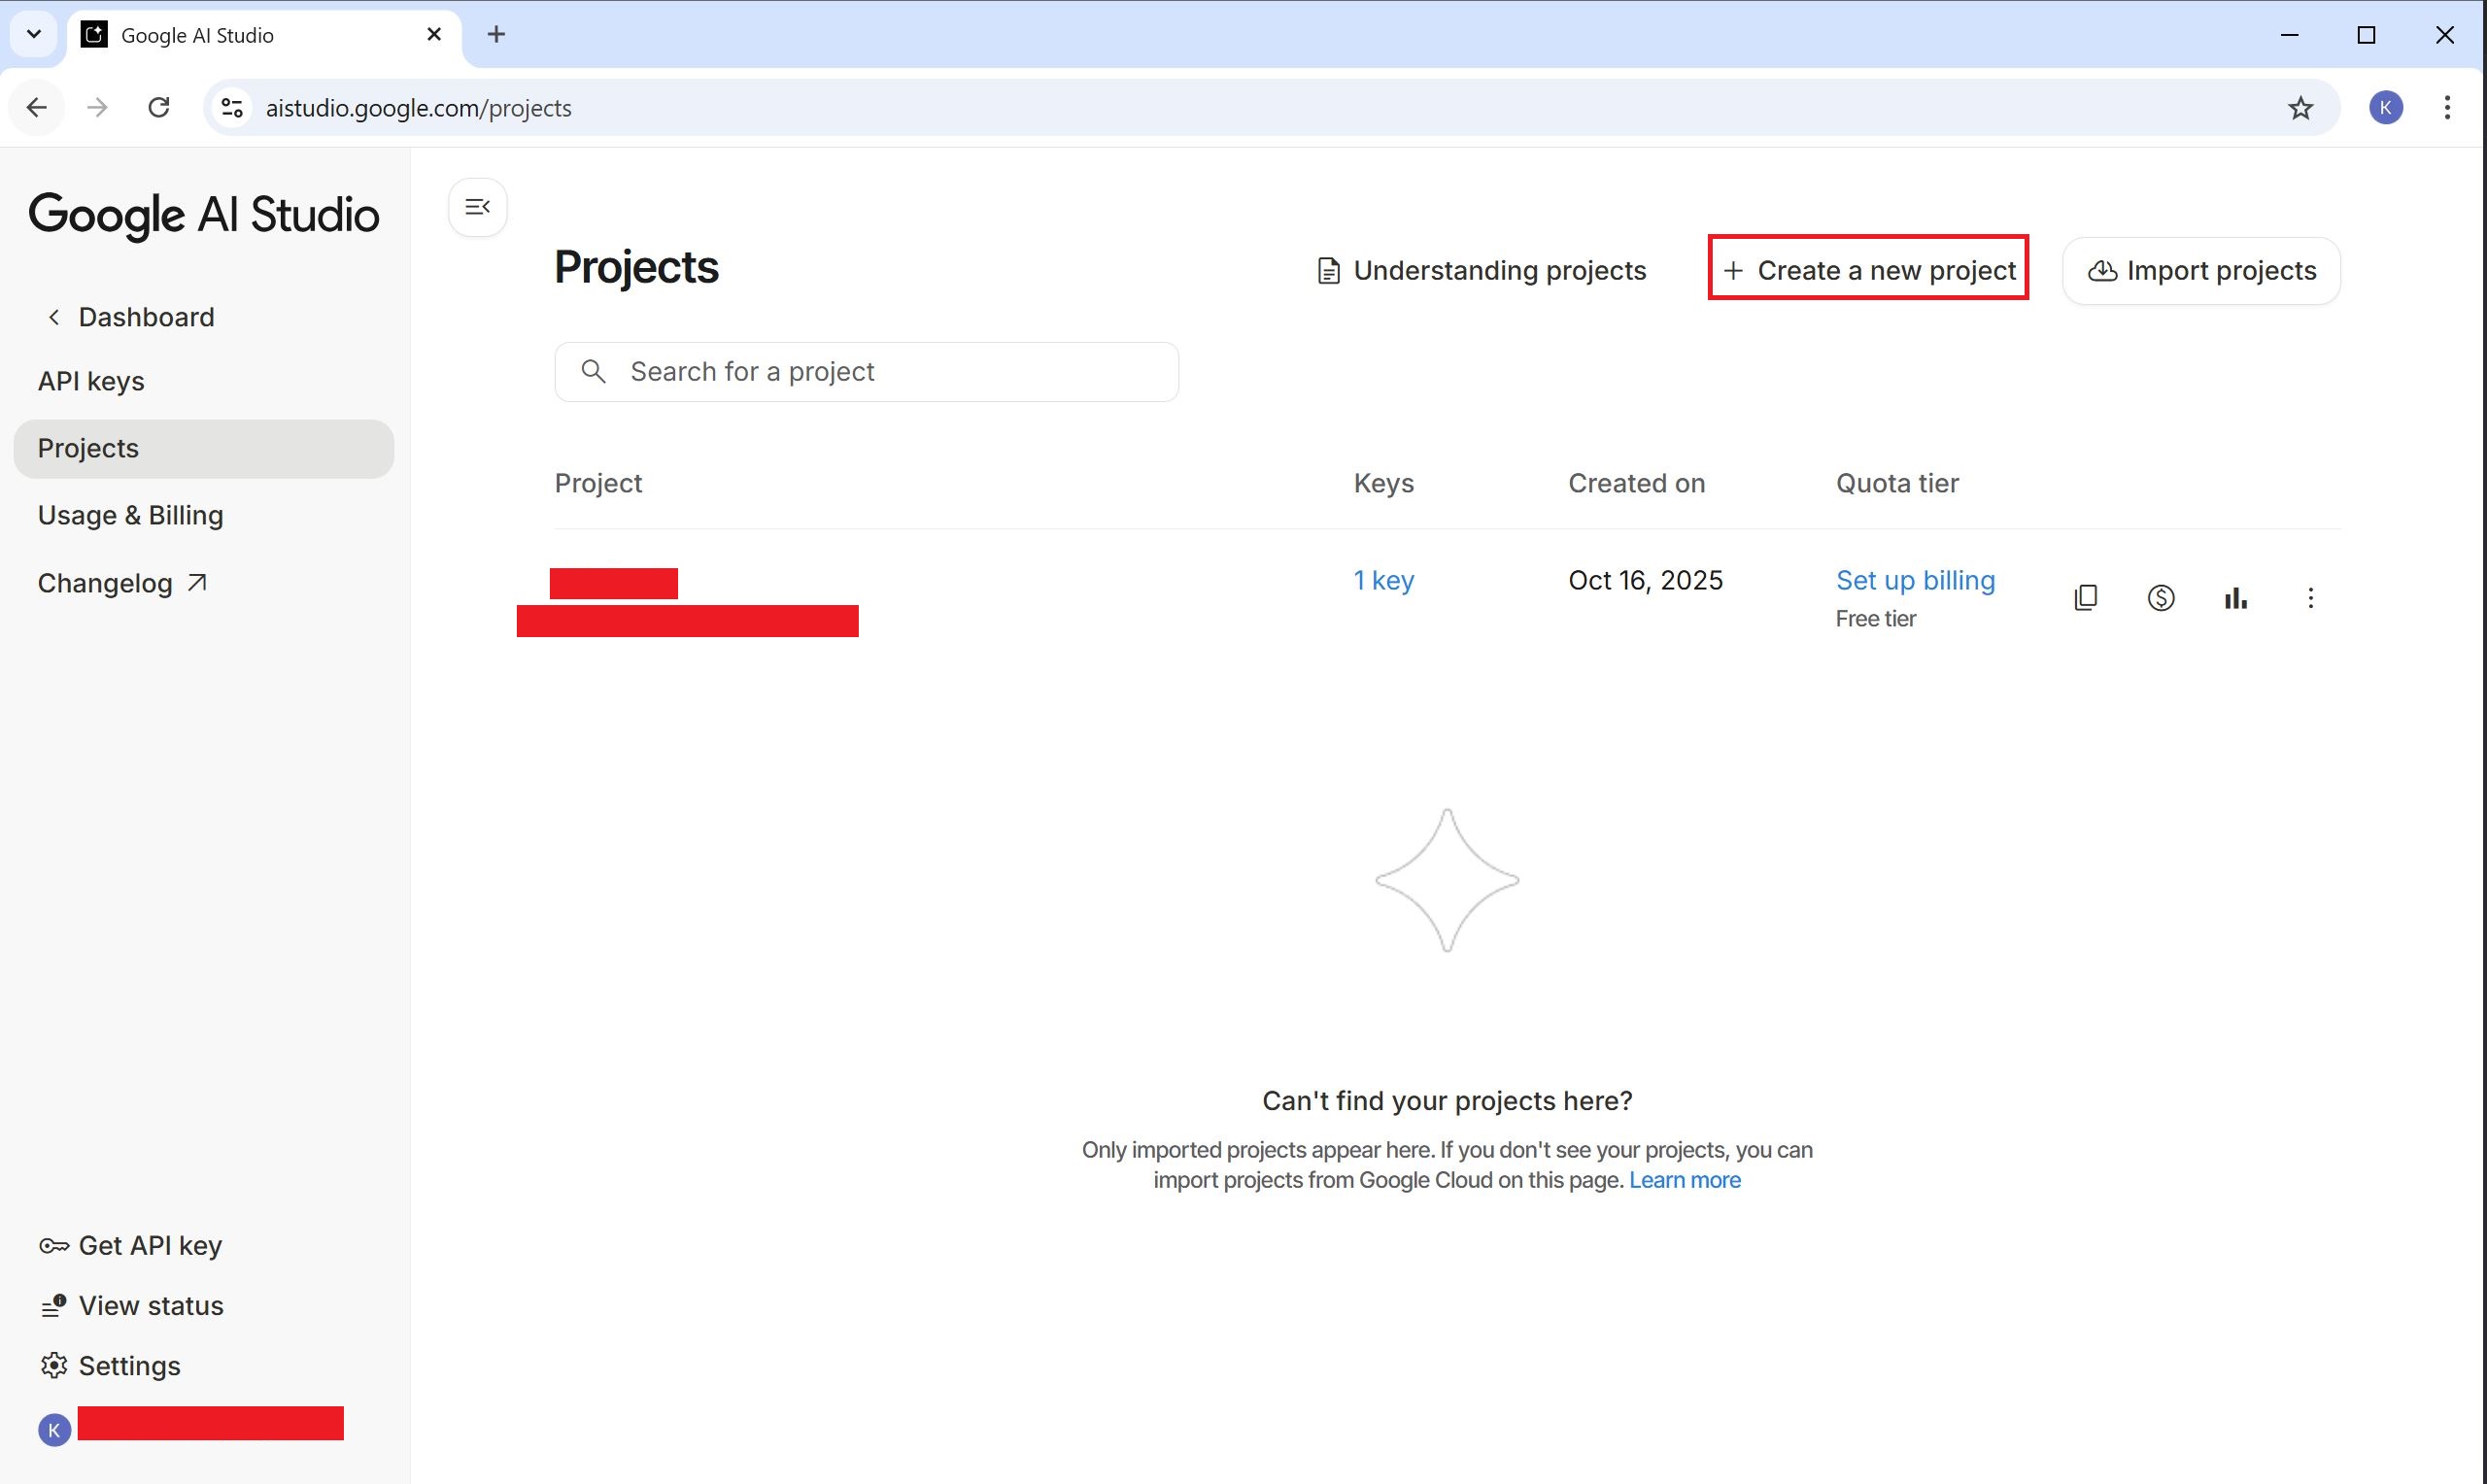 Google AI Studio
aistudio.google.com/projects
K
Google AI Studio
Dashboard
API keys
Projects
Usage & Billing
Changelog
Get API key
View status
Settings
K
Projects
Understanding projects
Create a new project
Import projects
Search for a project
Project Keys Created on Quota tier
1 key Oct 16, 2025 Set up billing
Free tier
Can't find your projects here?
Only imported projects appear here. If you don't see your projects, you can
import projects from Google Cloud on this page. Learn more